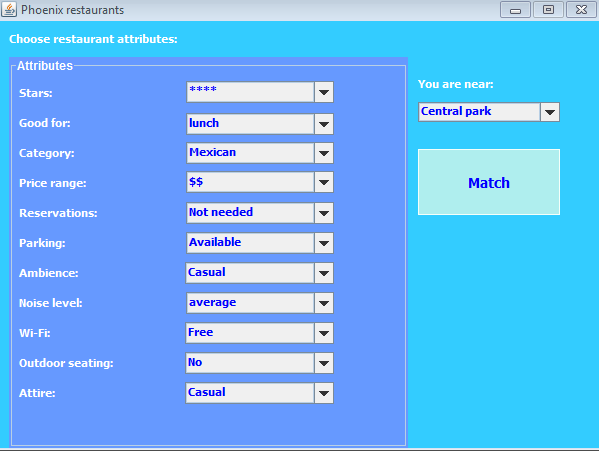 Phoenix restaurants
Choose restaurant attributes:
Attributes
Stars: ****
Good for: lunch
Category: Mexican
Price range: $$
Reservations: Not needed
Parking: Available
Ambience: Casual
Noise level: average
Wi-Fi: Free
Outdoor seating: No
Attire: Casual
You are near:
Central park
Match